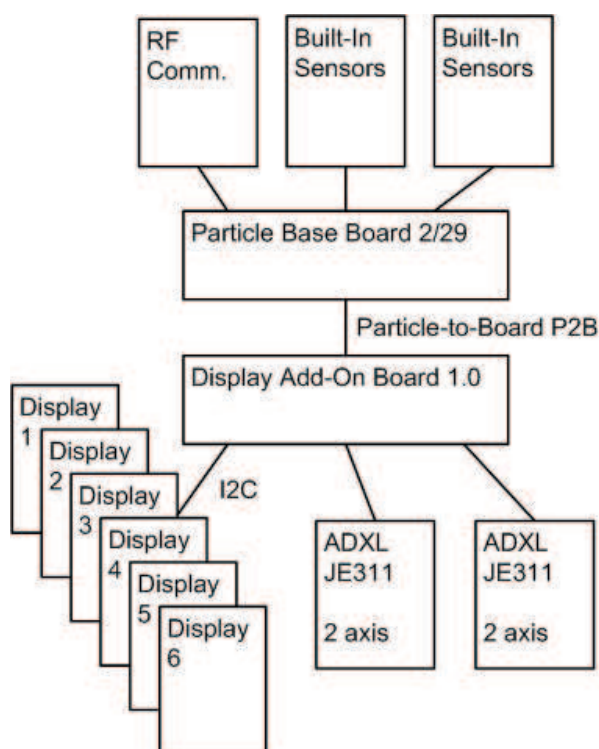 RF
Comm.
Built-In
Sensors
Built-In
Sensors
Particle Base Board 2/29
Particle-to-Board P2B
Display Add-On Board 1.0
Display
1
Display
2
Display
3
Display
4
Display
5
Display
6
I2C
ADXL
JE311
2 axis
ADXL
JE311
2 axis